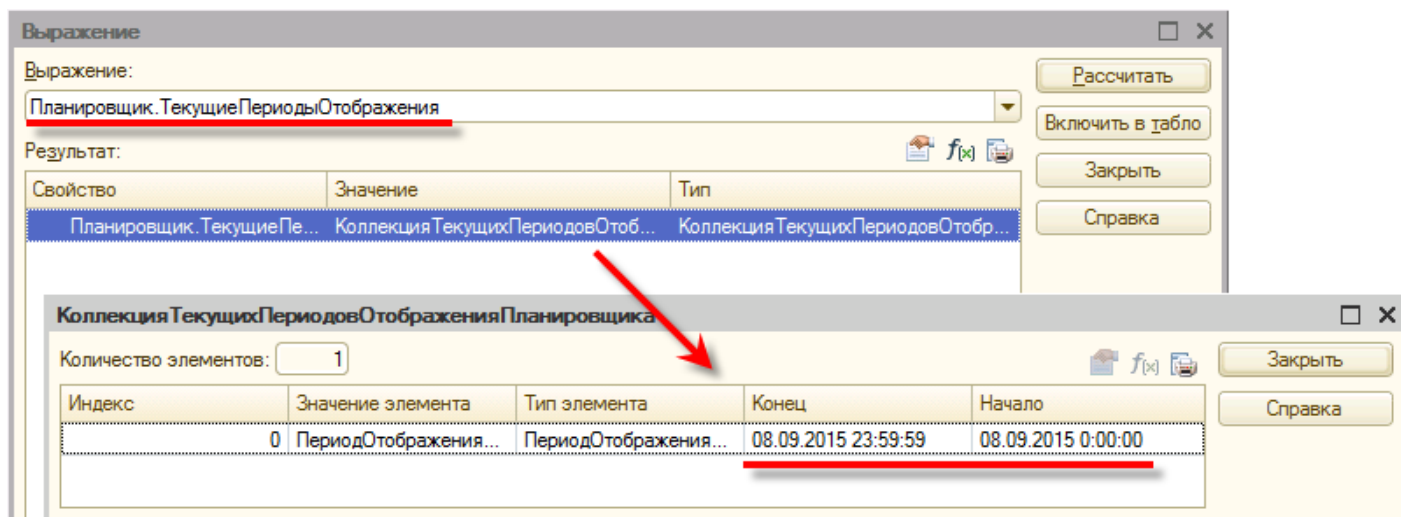 Выражение
Выражение:
Рассчитать
Планировщик.ТекущиеПериодыОтображения
Включить в табло
Результат:
f(x)
Закрыть
Свойство Значение Тип
Справка
Планировщик.ТекущиеПе... КоллекцияТекущихПериодовОтоб... КоллекцияТекущихПериодовОтобр...
КоллекцияТекущихПериодовОтображенияПланировщика
Количество элементов: 1
f(x)
Закрыть
Индекс Значение элемента Тип элемента Конец Начало
Справка
0 ПериодОтображения... ПериодОтображения... 08.09.2015 23:59:59 08.09.2015 0:00:00